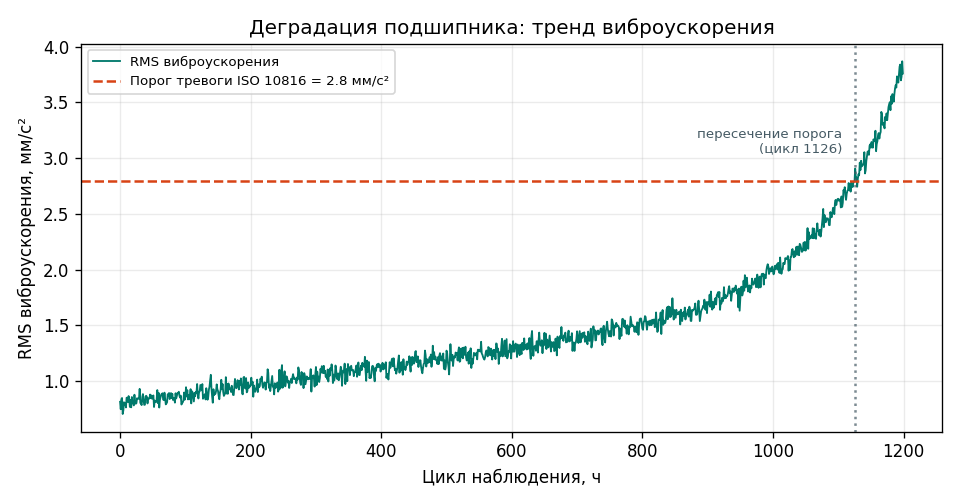 Деградация подшипника: тренд виброускорения
RMS виброускорения
Порог тревоги ISO 10816 = 2.8 мм/с²
пересечение порога
(цикл 1126)
RMS виброускорения, мм/с²
4.0
3.5
3.0
2.5
2.0
1.5
1.0
0
200
400
600
800
1000
1200
Цикл наблюдения, ч